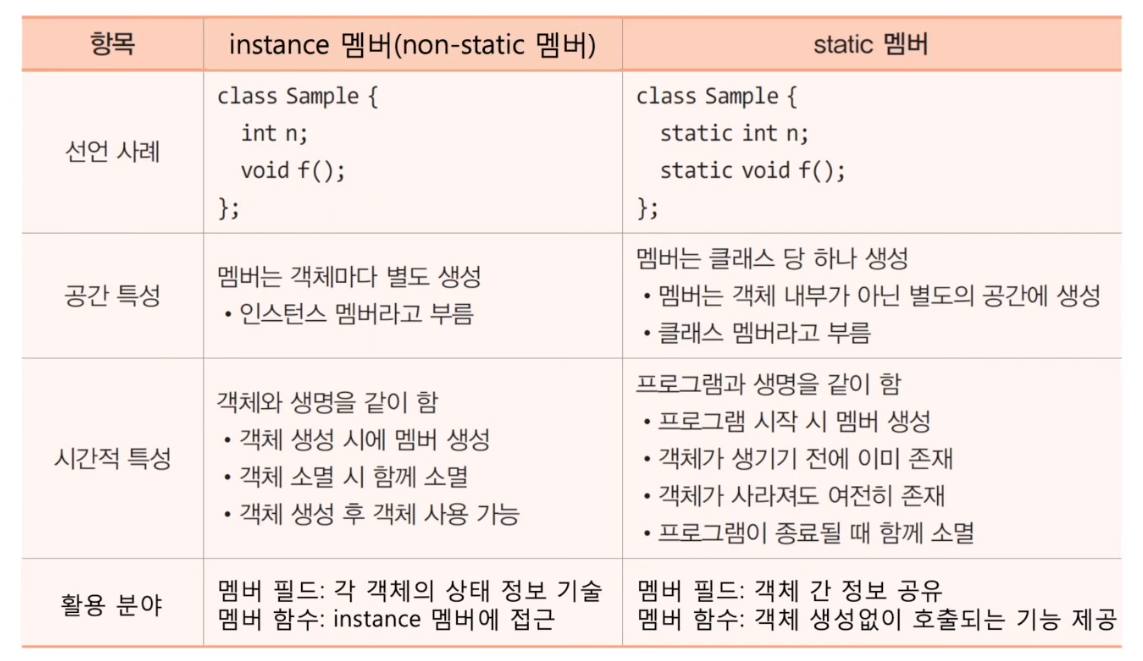 항목
instance 멤버(non-static 멤버)
static 멤버
선언 사례
class Sample {
int n;
void f();
};
class Sample {
static int n;
static void f();
};
공간 특성
멤버는 객체마다 별도 생성
• 인스턴스 멤버라고 부름
멤버는 클래스 당 하나 생성
• 멤버는 객체 내부가 아닌 별도의 공간에 생성
• 클래스 멤버라고 부름
시간적 특성
객체와 생명을 같이 함
• 객체 생성 시에 멤버 생성
• 객체 소멸 시 함께 소멸
• 객체 생성 후 객체 사용 가능
프로그램과 생명을 같이 함
• 프로그램 시작 시 멤버 생성
• 객체가 생기기 전에 이미 존재
• 객체가 사라져도 여전히 존재
• 프로그램이 종료될 때 함께 소멸
활용 분야
멤버 필드: 각 객체의 상태 정보 기술
멤버 함수: instance 멤버에 접근
멤버 필드: 객체 간 정보 공유
멤버 함수: 객체 생성없이 호출되는 기능 제공